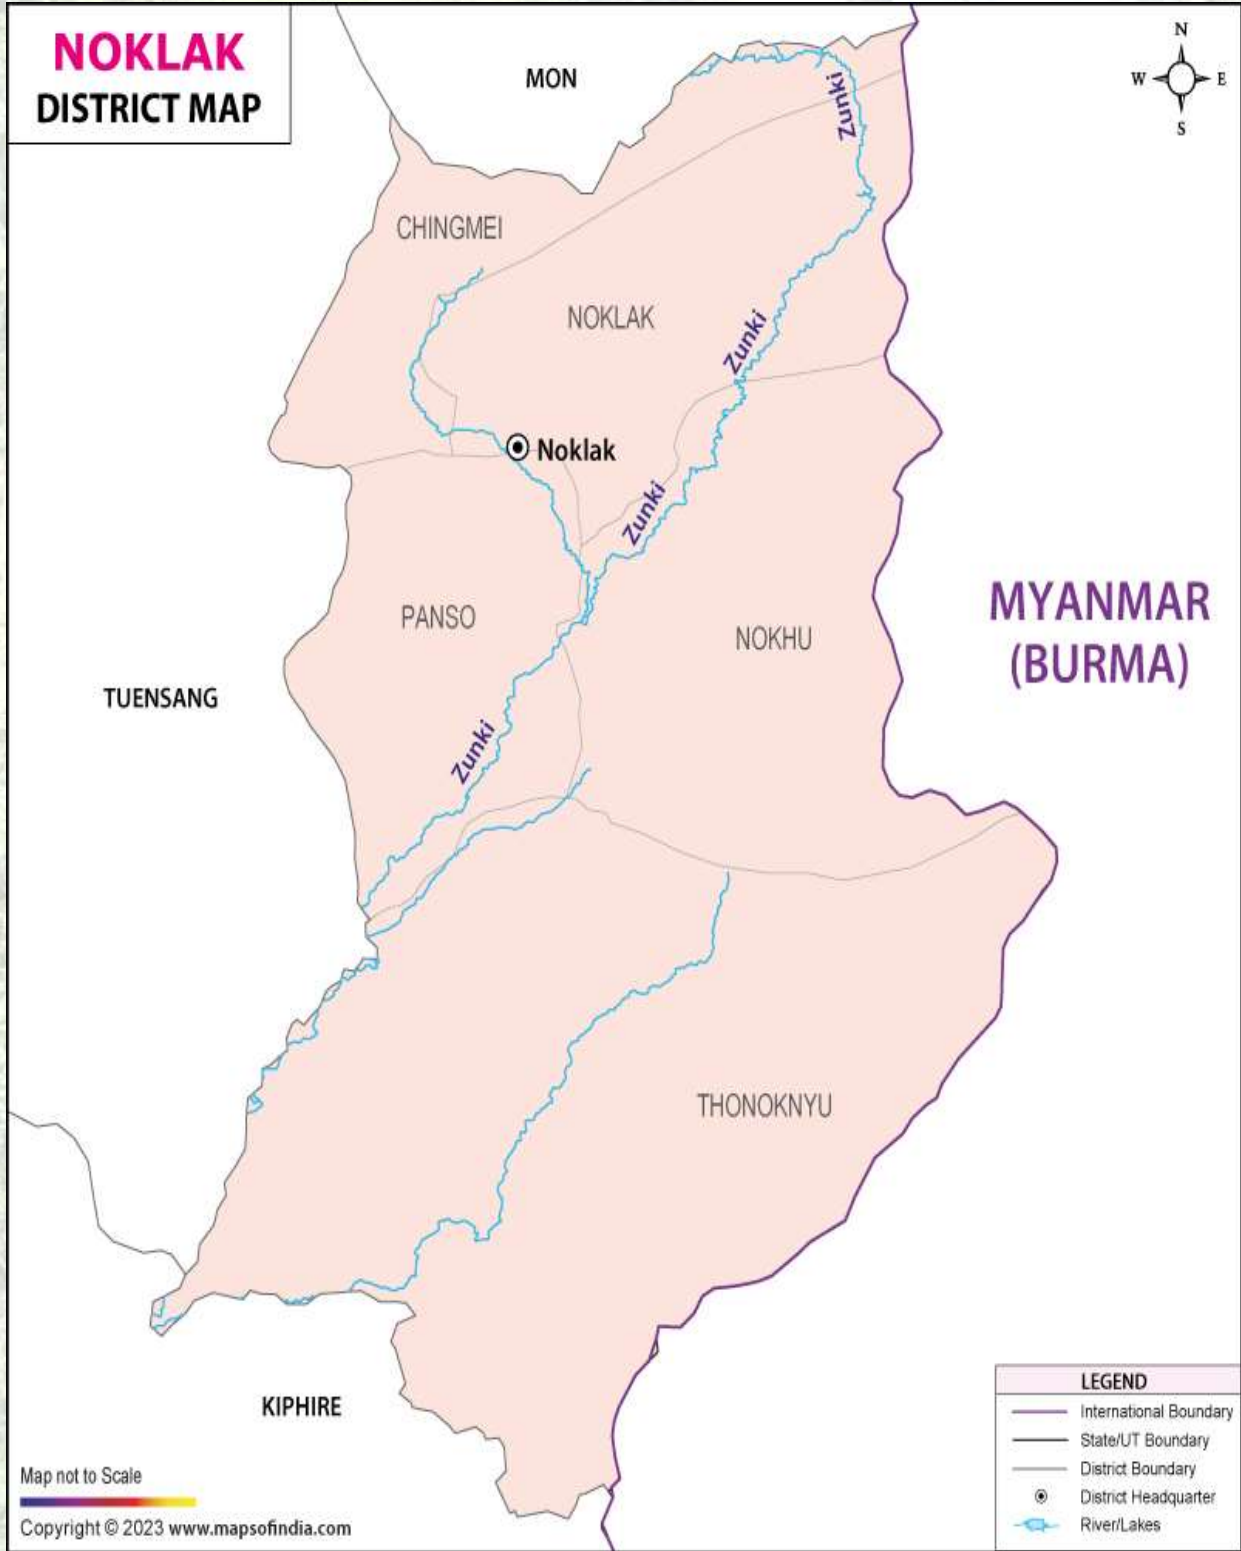 NOKLAK
DISTRICT MAP
MON
N
W
E
S
Zunki
CHINGMEI
NOKLAK
Zunki
Noklak
Zunki
PANSO
NOKHU
MYANMAR
(BURMA)
TUENSANG
Zunki
THONOKNYU
KIPHIRE
LEGEND
International Boundary
State/UT Boundary
District Boundary
District Headquarter
River/Lakes
Map not to Scale
Copyright © 2023 www.mapsofindia.com